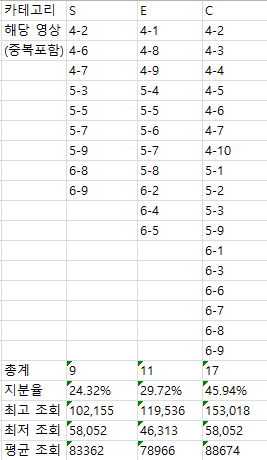 카테고리 S E C
해당 영상 4-2 4-1 4-2
(중복포함) 4-6 4-8 4-3
4-7 4-9 4-4
5-3 5-4 4-5
5-5 5-5 4-6
5-7 5-6 4-7
5-9 5-7 4-10
6-8 5-8 5-1
6-9 6-2 5-2
6-4 5-3
6-5 5-9
6-1
6-3
6-6
6-7
6-8
6-9
총계 9 11 17
지분율 24.32% 29.72% 45.94%
최고 조회 102,155 119,536 153,018
최저 조회 58,052 46,313 58,052
평균 조회 83362 78966 88674